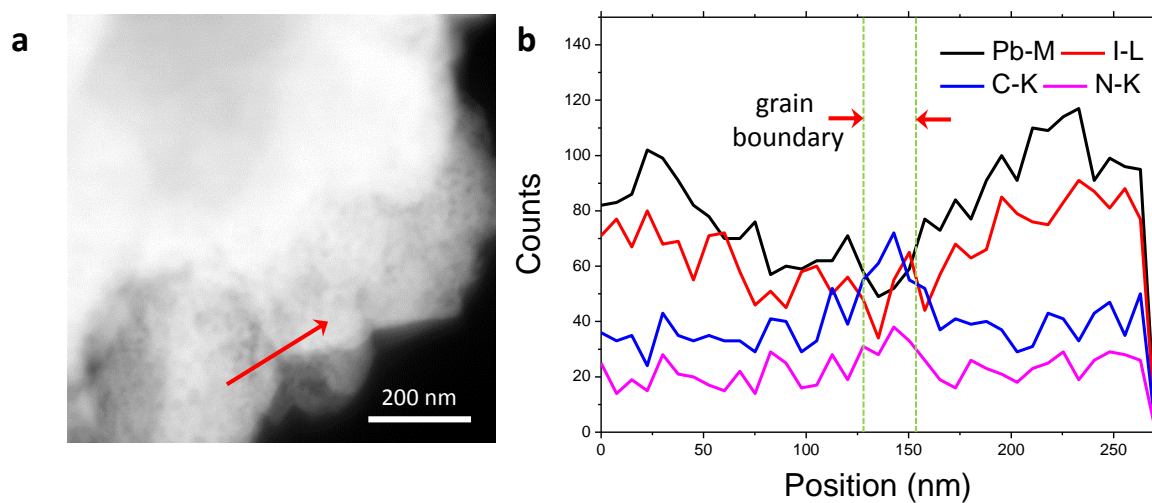 a
200 nm
b
Pb-M I-L
C-K N-K
grain
boundary
Counts
140
120
100
80
60
40
20
0
0 50 100 150 200 250
Position (nm)